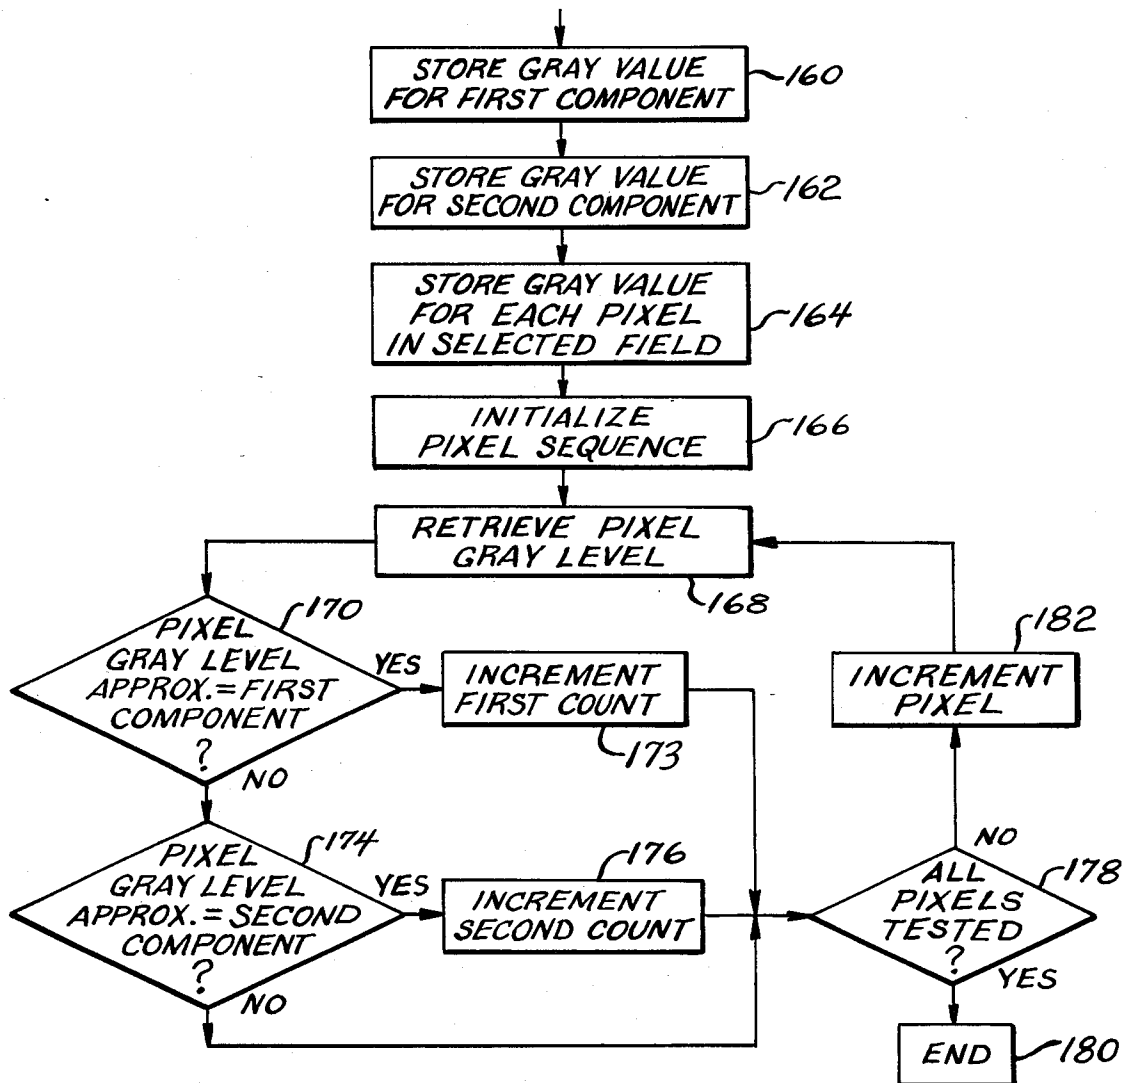 STORE GRAY VALUE
FOR FIRST COMPONENT
160
STORE GRAY VALUE
FOR SECOND COMPONENT
162
STORE GRAY VALUE
FOR EACH PIXEL
IN SELECTED FIELD
164
INITIALIZE
PIXEL SEQUENCE
166
RETRIEVE PIXEL
GRAY LEVEL
168
170
PIXEL
GRAY LEVEL
APPROX.=FIRST
COMPONENT
?
YES
NO
INCREMENT
FIRST COUNT
173
182
INCREMENT
PIXEL
174
PIXEL
GRAY LEVEL
APPROX.=SECOND
COMPONENT
?
YES
NO
176
INCREMENT
SECOND COUNT
NO
178
ALL
PIXELS
TESTED
?
YES
END
180